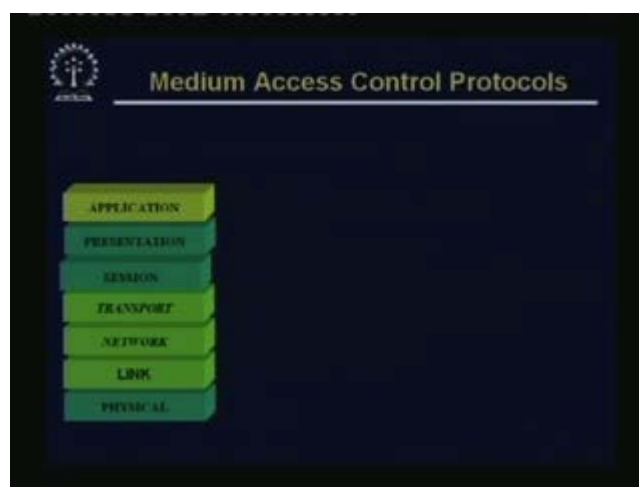 Medium Access Control Protocols
APPLICATION
PRESENTATION
SESSION
TRANSPORT
NETWORK
LINK
PHYSICAL